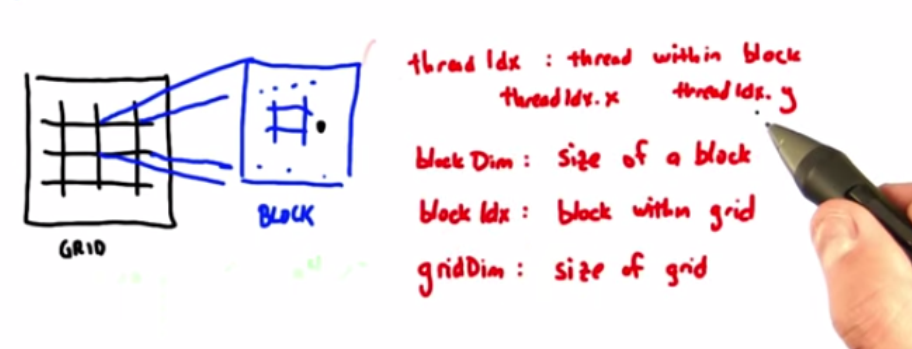 GRID
BLOCK
threadIdx : thread within block
threadIdx.x threadIdx.y
blockDim : size of a block
blockIdx : block within grid
gridDim : size of grid